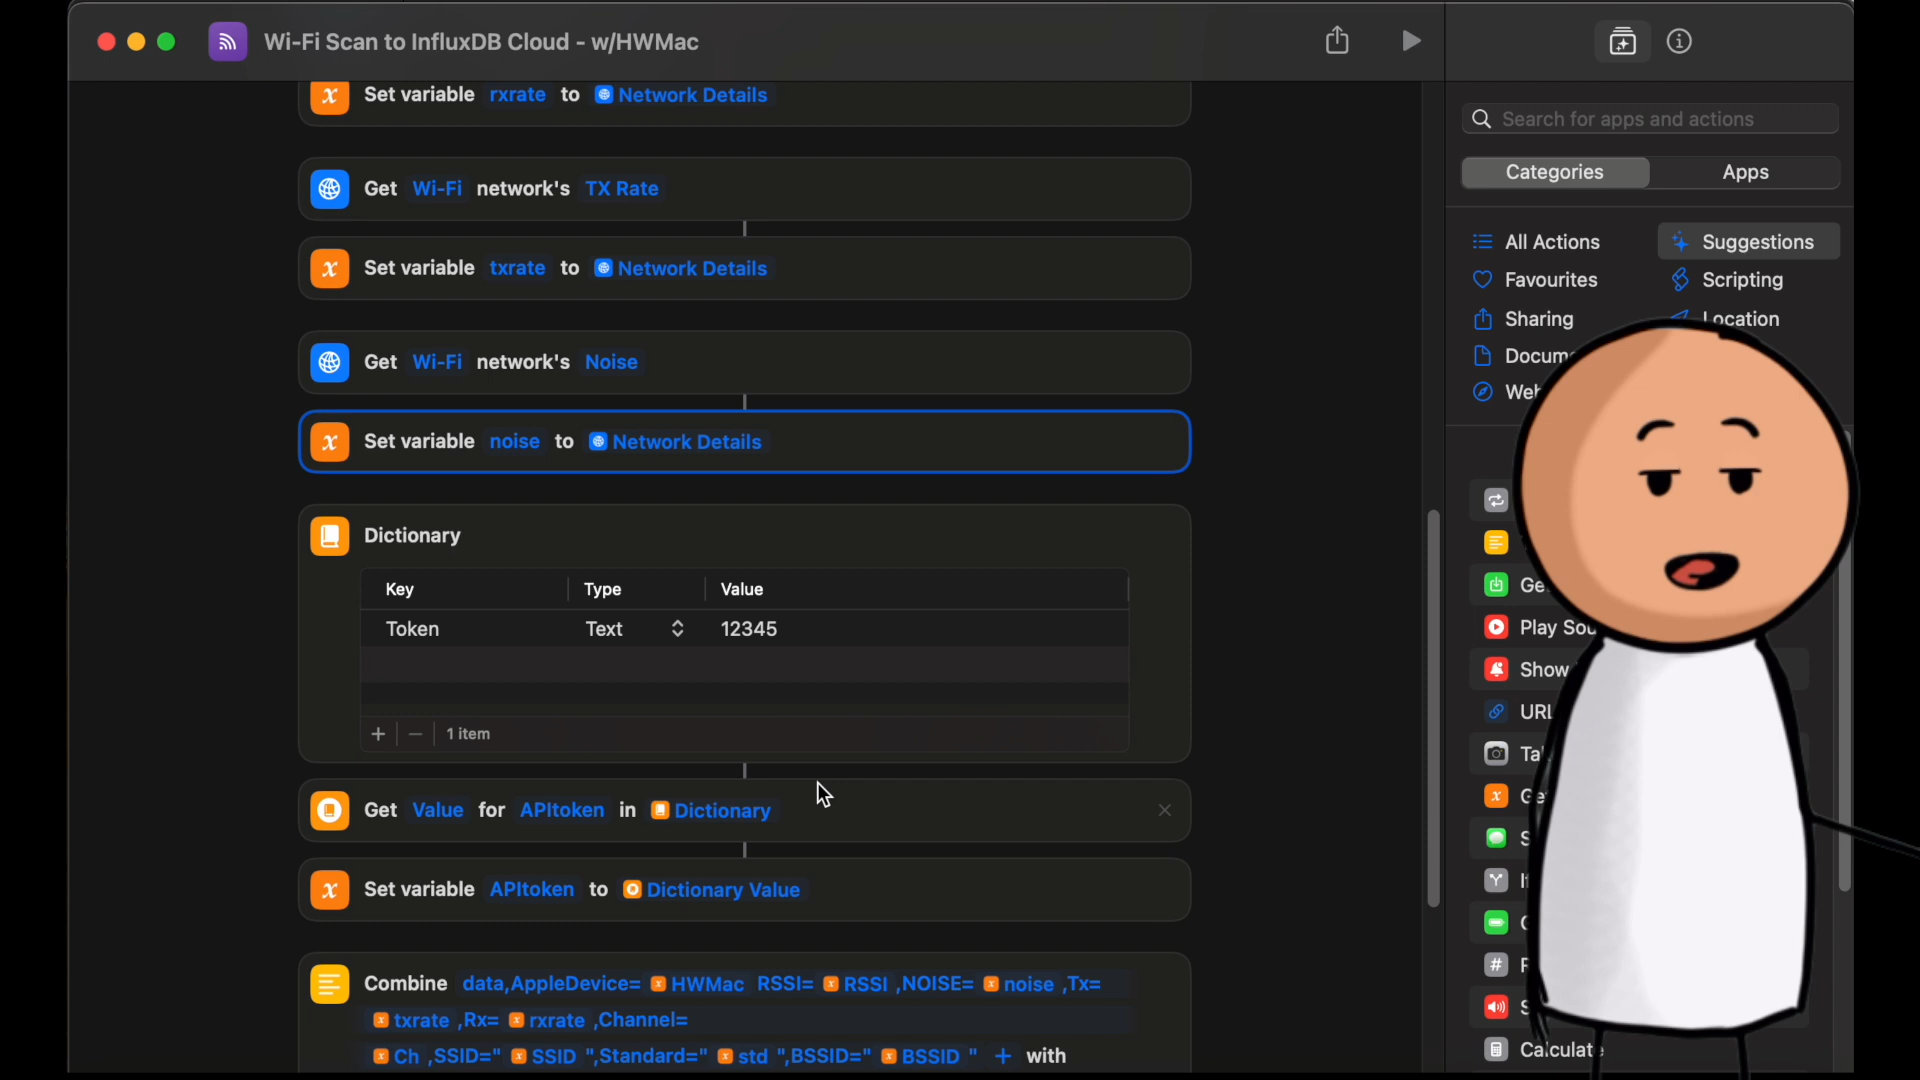 Wi-Fi Scan to InfluxDB Cloud - w/HWMac
Set variable rxrate to Network Details
Get Wi-Fi network's TX Rate
Set variable txrate to Network Details
Get Wi-Fi network's Noise
Set variable noise to Network Details
Dictionary
Key Type Value
Token Text 12345
+ − 1 item
Get Value for APItoken in Dictionary
Set variable APItoken to Dictionary Value
Combine data,AppleDevice= HWMac RSSI= RSSI ,NOISE= noise ,Tx=
txrate ,Rx= rxrate ,Channel=
Ch ,SSID=" SSID ",Standard=" std ",BSSID=" BSSID " + with
Search for apps and actions
Categories Apps
All Actions Suggestions
Favourites Scripting
Sharing Location
Play
Show
URL
Calculate